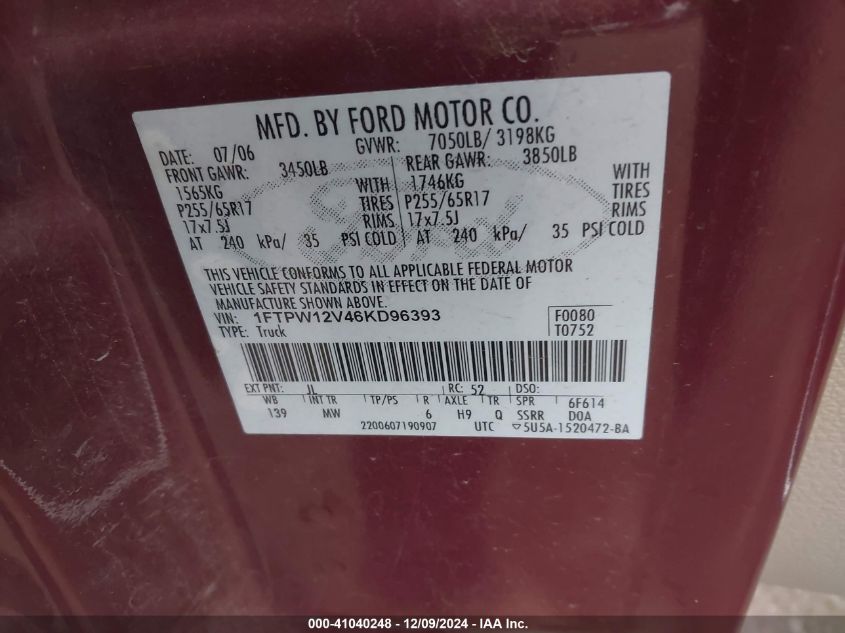 MFD. BY FORD MOTOR CO.
DATE: 07/06 GVWR: 7050LB/ 3198KG
FRONT GAWR: 3450LB REAR GAWR: 3850LB
1565KG WITH 1746KG WITH
P255/65R17 TIRES P255/65R17 TIRES
17x7.5J RIMS 17x7.5J RIMS
AT 240 kPa/ 35 PSI COLD AT 240 kPa/ 35 PSI COLD
THIS VEHICLE CONFORMS TO ALL APPLICABLE FEDERAL MOTOR
VEHICLE SAFETY STANDARDS IN EFFECT ON THE DATE OF
MANUFACTURE SHOWN ABOVE.
VIN: 1FTPW12V46KD96393 F0080
TYPE: Truck T0752
EXT PNT: JL RC: 52 DSO:
WB INT TR TP/PS R AXLE TR SPR 6F614
139 MW 6 H9 Q SSRR DOA
2200607190907 UTC ▽5U5A-1520472-BA
000-41040248 - 12/09/2024 - IAA Inc.